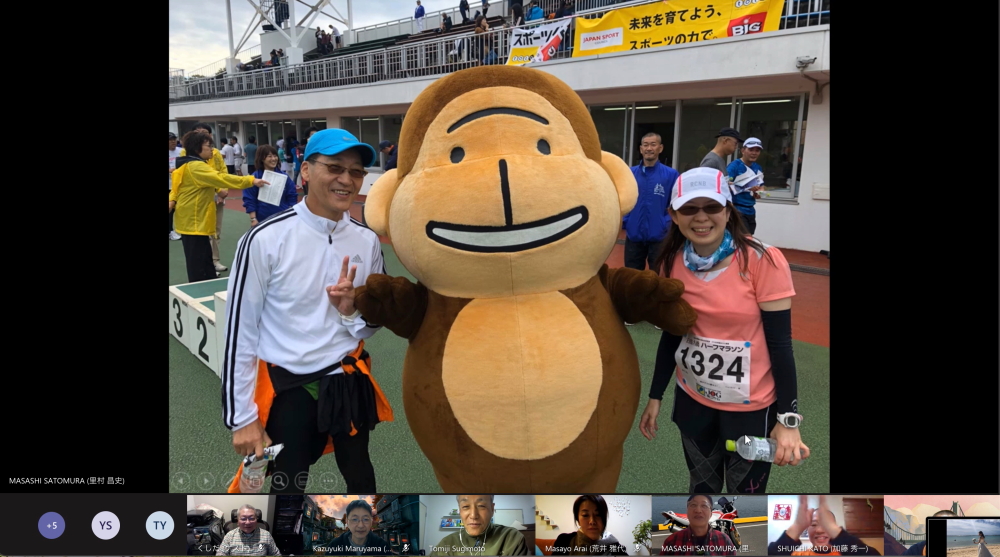 未来を育てよう、
スポーツの力で。
JAPAN SPORT
BIG
スポーツく
3
2
ハーフマラソン
1324
MASASHI SATOMURA (里村 昌史)
+5
YS
TY
Kazuyuki Maruyama (...
Tomiji Sugimoto
Masayo Arai (荒井 雅代)
MASASHI SATOMURA (里...
SHUICHI KATO (加藤 秀一)